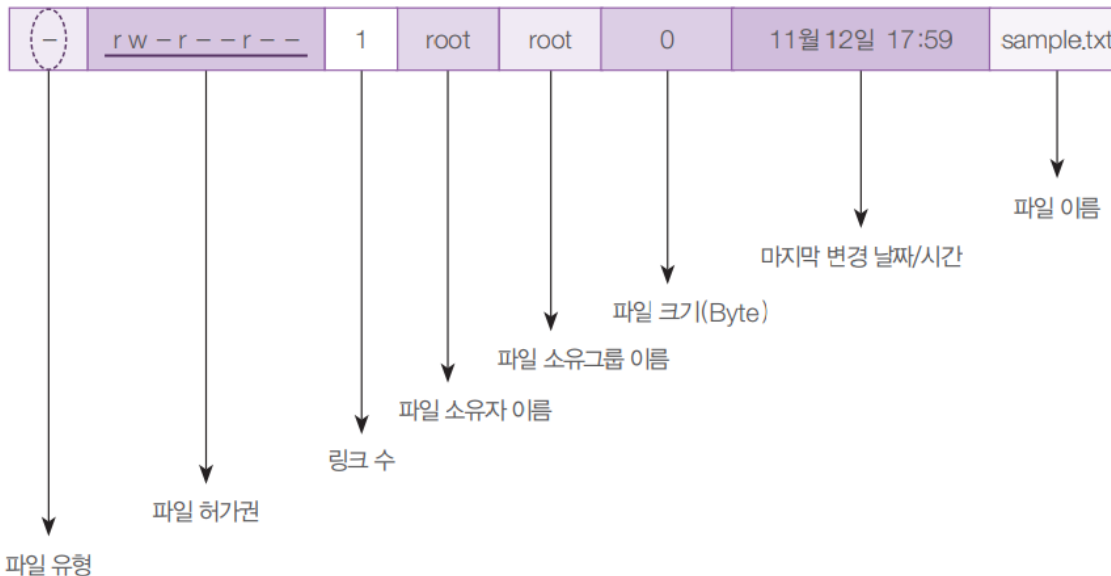 - rw-r--r-- 1 root root 0 11월 12일 17:59 sample.txt
파일 이름
마지막 변경 날짜/시간
파일 크기(Byte)
파일 소유그룹 이름
파일 소유자 이름
링크 수
파일 허가권
파일 유형